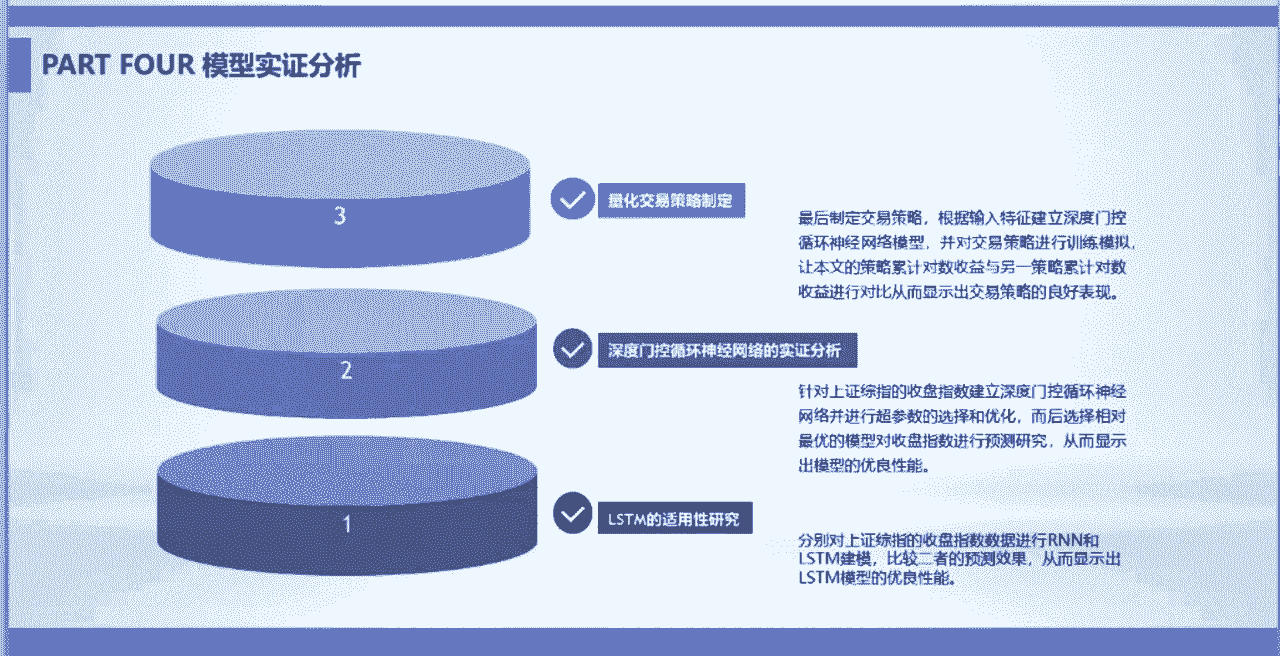 PART FOUR 模型实证分析
3
量化交易策略制定
最后制定交易策略，根据输入特征建立深度门控
循环神经网络模型，并对交易策略进行训练模拟，
让本文的策略累计对数收益与另一策略累计对数
收益进行对比从而显示出交易策略的良好表现。
2
深度门控循环神经网络的实证分析
针对上证综指的收盘指数建立深度门控循环神经
网络并进行超参数的选择和优化，而后选择相对
最优的模型对收盘指数进行预测研究，从而显示
出模型的优良性能。
1
LSTM的适用性研究
分别对上证综指的收盘指数数据进行RNN和
LSTM建模，比较二者的预测效果，从而显示出
LSTM模型的优良性能。